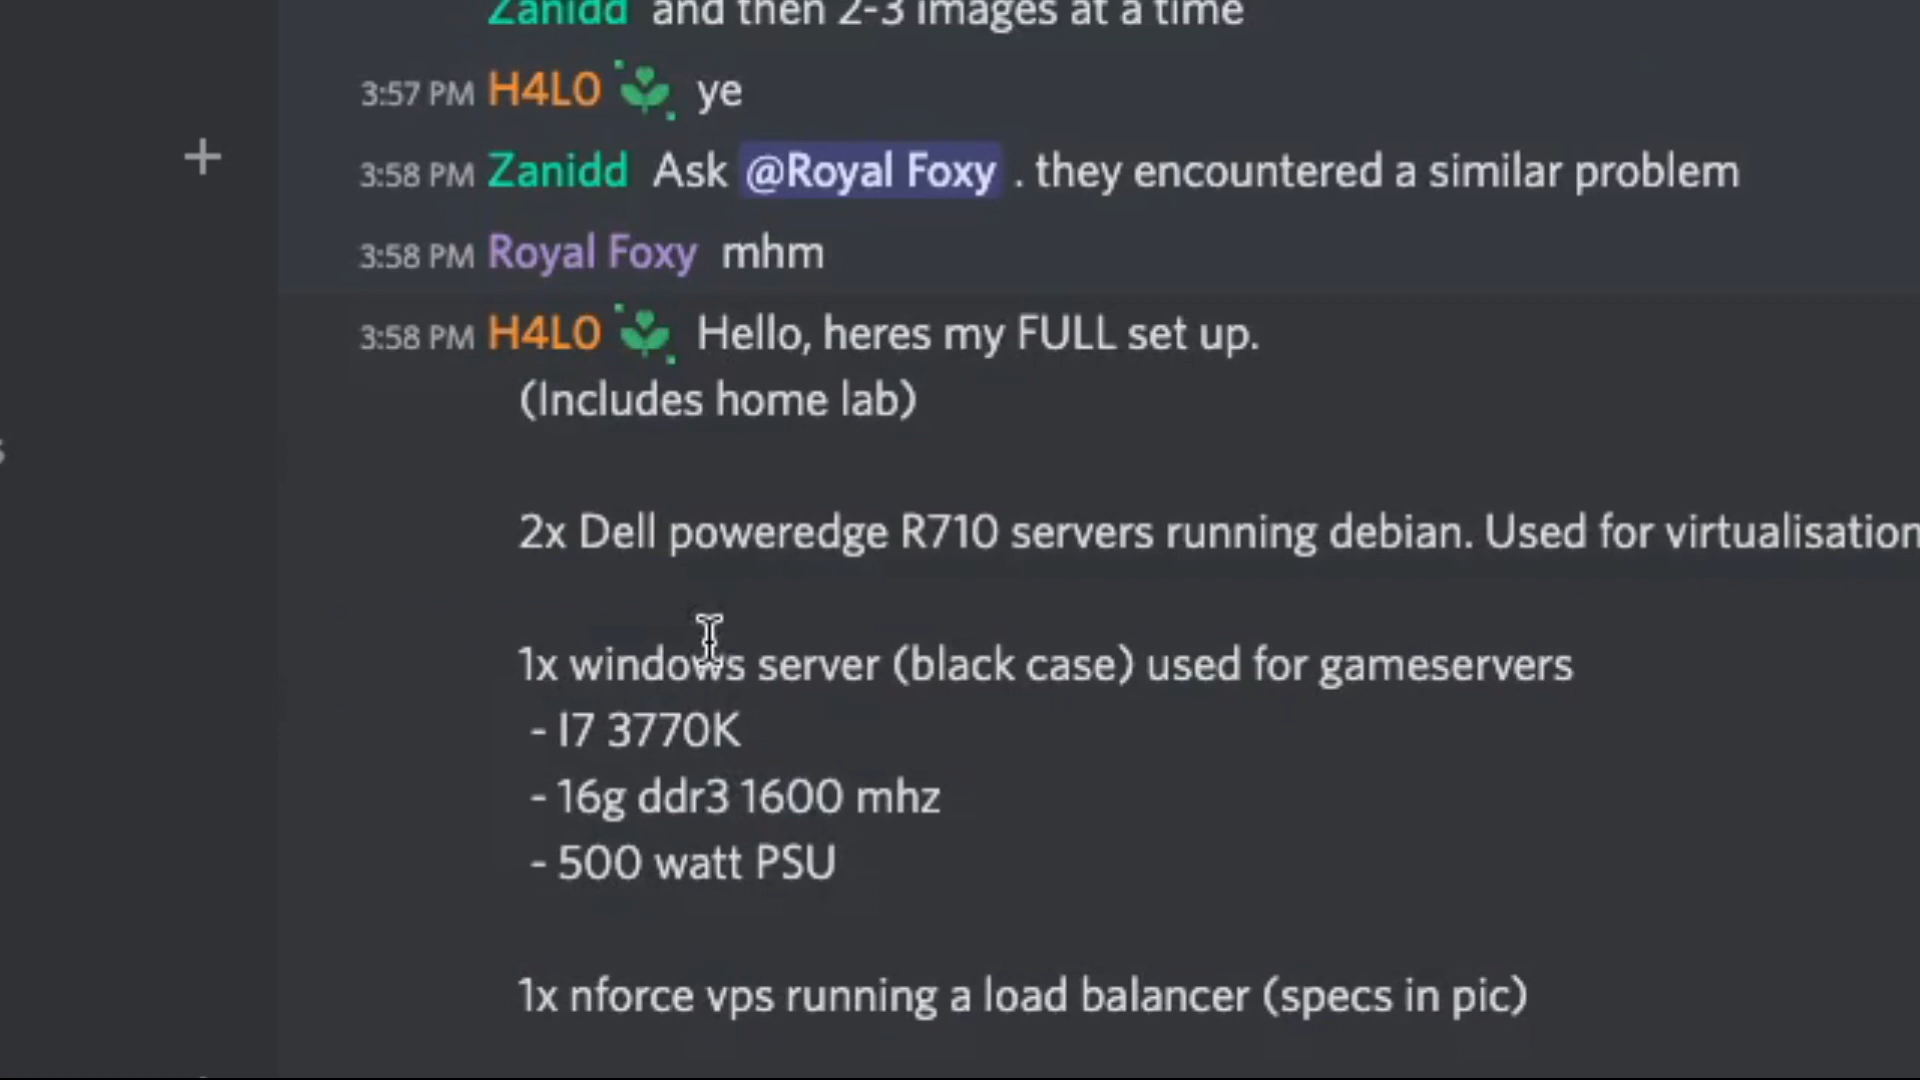 Zanidd and then 2-3 images at a time
3:57 PM H4L0 ye
3:58 PM Zanidd Ask @Royal Foxy . they encountered a similar problem
3:58 PM Royal Foxy mhm
3:58 PM H4L0 Hello, heres my FULL set up.
(Includes home lab)
2x Dell poweredge R710 servers running debian. Used for virtualisation
1x windows server (black case) used for gameservers
- I7 3770K
- 16g ddr3 1600 mhz
- 500 watt PSU
1x nforce vps running a load balancer (specs in pic)